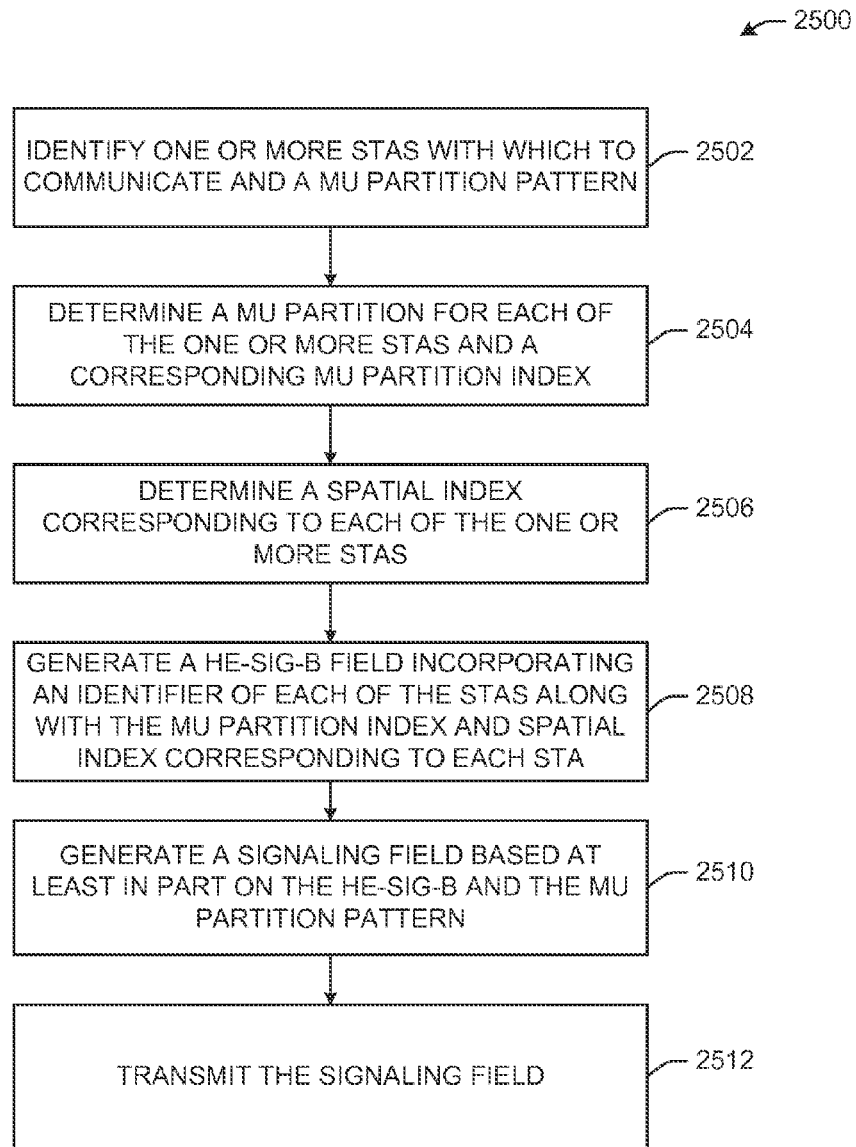 2500
IDENTIFY ONE OR MORE STAS WITH WHICH TO
COMMUNICATE AND A MU PARTITION PATTERN
2502
DETERMINE A MU PARTITION FOR EACH OF
THE ONE OR MORE STAS AND A
CORRESPONDING MU PARTITION INDEX
2504
DETERMINE A SPATIAL INDEX
CORRESPONDING TO EACH OF THE ONE OR
MORE STAS
2506
GENERATE A HE-SIG-B FIELD INCORPORATING
AN IDENTIFIER OF EACH OF THE STAS ALONG
WITH THE MU PARTITION INDEX AND SPATIAL
INDEX CORRESPONDING TO EACH STA
2508
GENERATE A SIGNALING FIELD BASED AT
LEAST IN PART ON THE HE-SIG-B AND THE MU
PARTITION PATTERN
2510
TRANSMIT THE SIGNALING FIELD
2512